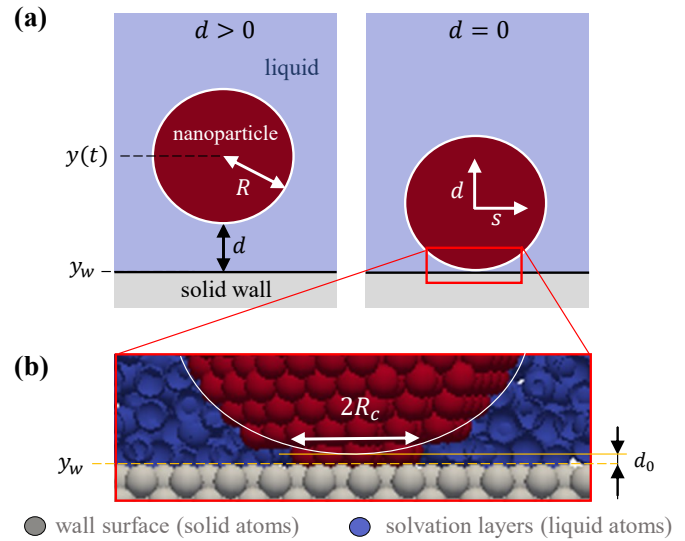 (a)
d > 0
d = 0
liquid
nanoparticle
y(t)
R
d
s
d
y_w
solid wall
(b)
2R_c
y_w
d_0
wall surface (solid atoms)
solvation layers (liquid atoms)